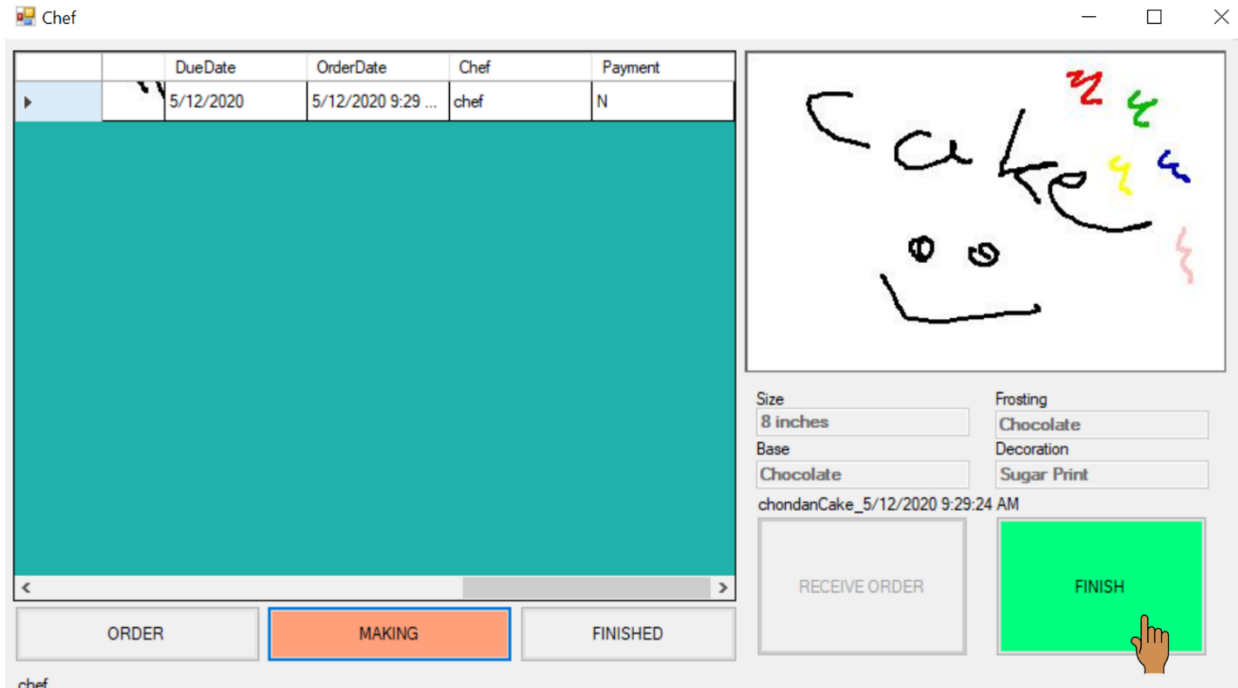 Chef
DueDate OrderDate Chef Payment
5/12/2020 5/12/2020 9:29 ... chef N
Cake
Size Frosting
8 inches Chocolate
Base Decoration
Chocolate Sugar Print
chondanCake_5/12/2020 9:29:24 AM
RECEIVE ORDER FINISH
ORDER MAKING FINISHED
chef